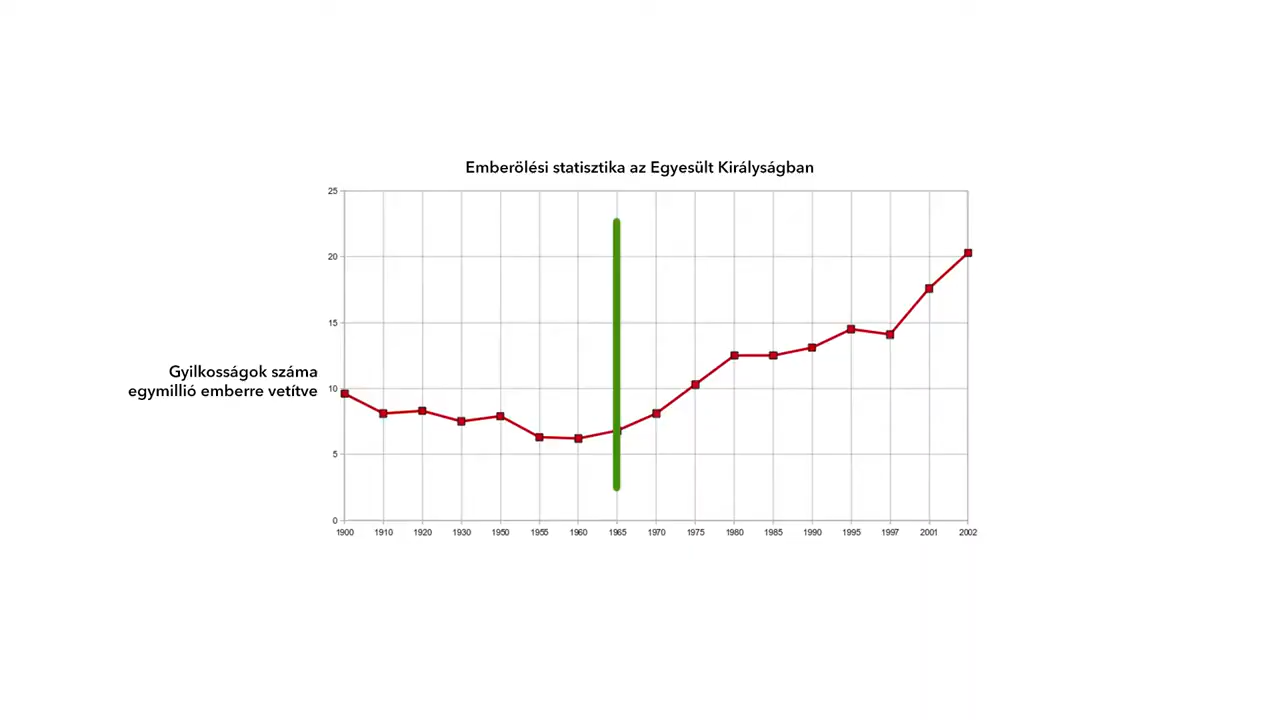 Emberölési statisztika az Egyesült Királyságban
25
20
15
10
5
0
Gyilkosságok száma
egymillió emberre vetítve
1900 1910 1920 1930 1950 1955 1960 1965 1970 1975 1980 1985 1990 1995 1997 2001 2002